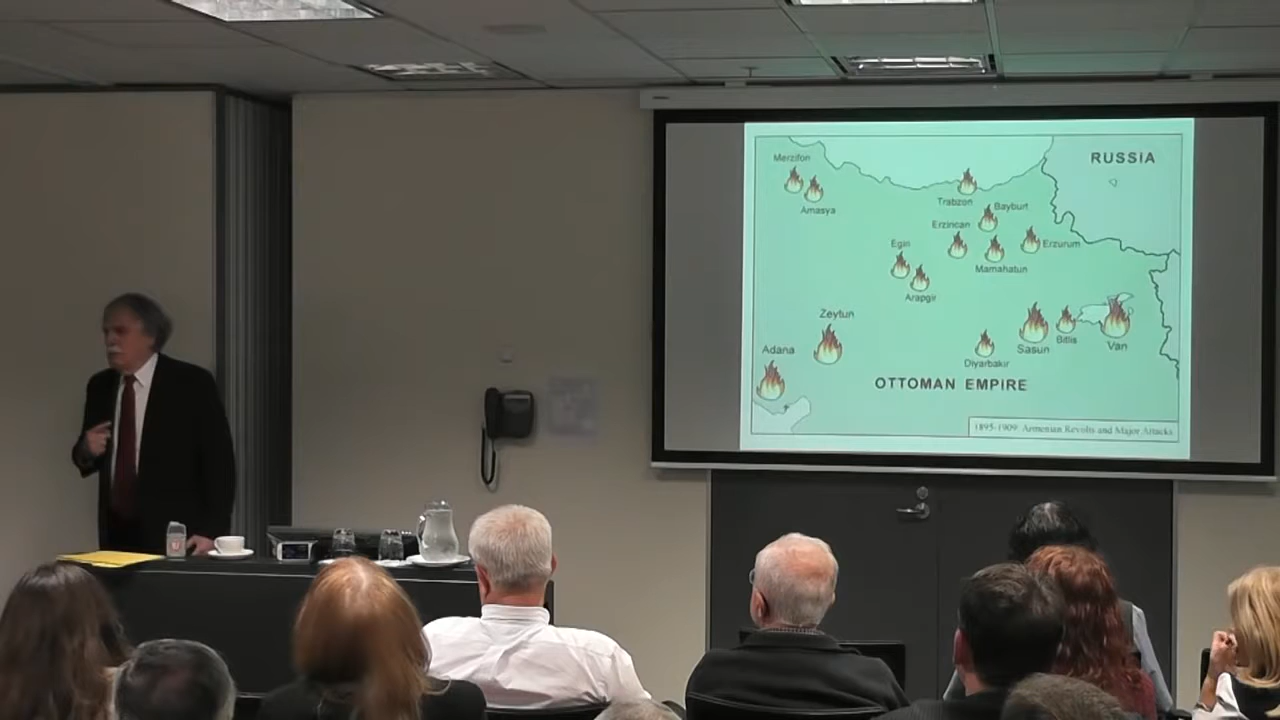 RUSSIA
Merzifon
Amasya
Trabzon
Bayburt
Erzincan
Erzurum
Egin
Mamahatun
Arapgir
Zeytun
Sasun
Bitlis
Van
Adana
Diyarbakir
OTTOMAN EMPIRE
1895-1909: Armenian Revolts and Major Attacks